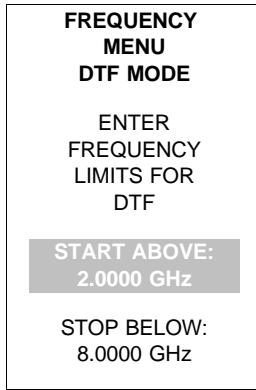 FREQUENCY
MENU
DTF MODE
ENTER
FREQUENCY
LIMITS FOR
DTF
START ABOVE:
2.0000 GHz
STOP BELOW:
8.0000 GHz